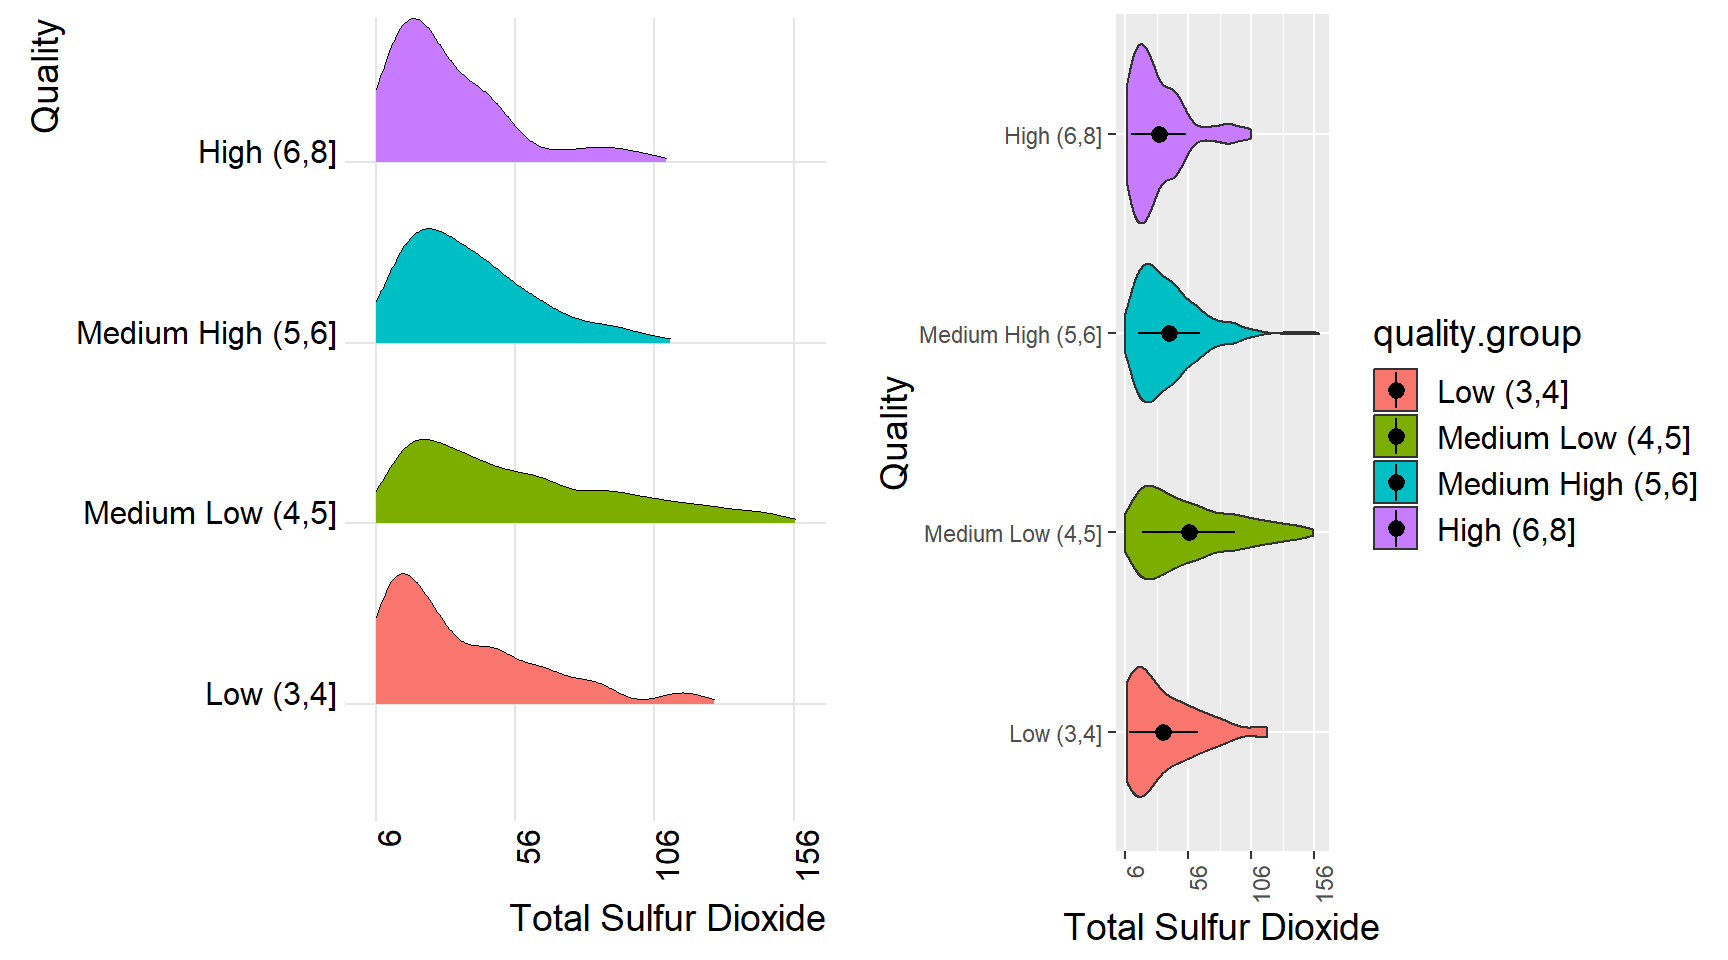 Quality
High (6,8]
Medium High (5,6]
Medium Low (4,5]
Low (3,4]
6
56
106
156
Total Sulfur Dioxide
Quality
High (6,8]
Medium High (5,6]
Medium Low (4,5]
Low (3,4]
6
56
106
156
Total Sulfur Dioxide
quality.group
Low (3,4]
Medium Low (4,5]
Medium High (5,6]
High (6,8]